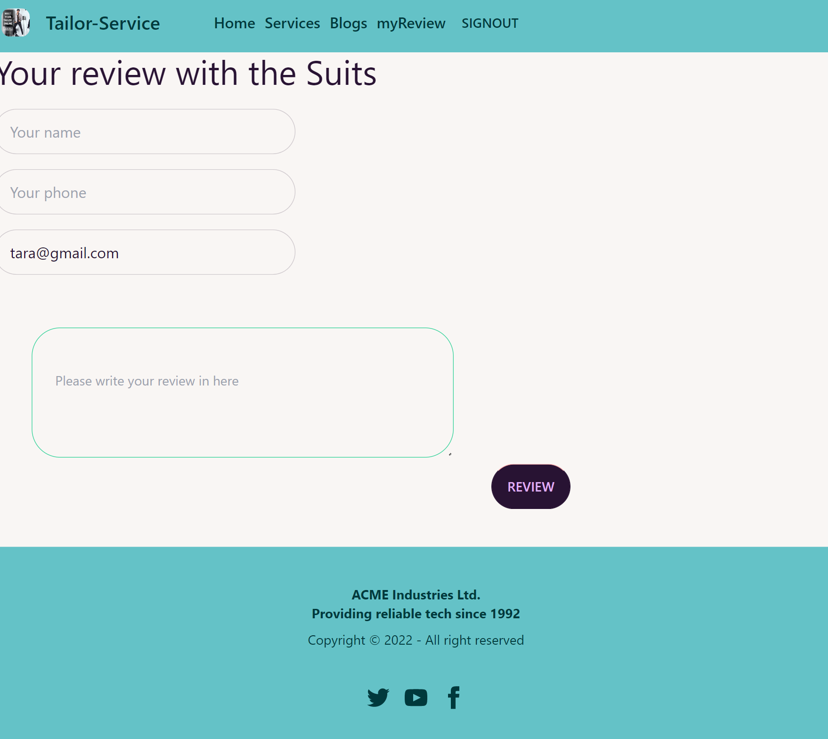 Tailor-Service Home Services Blogs myReview SIGNOUT
Your review with the Suits
Your name
Your phone
tara@gmail.com
Please write your review in here
REVIEW
ACME Industries Ltd.
Providing reliable tech since 1992
Copyright © 2022 - All right reserved